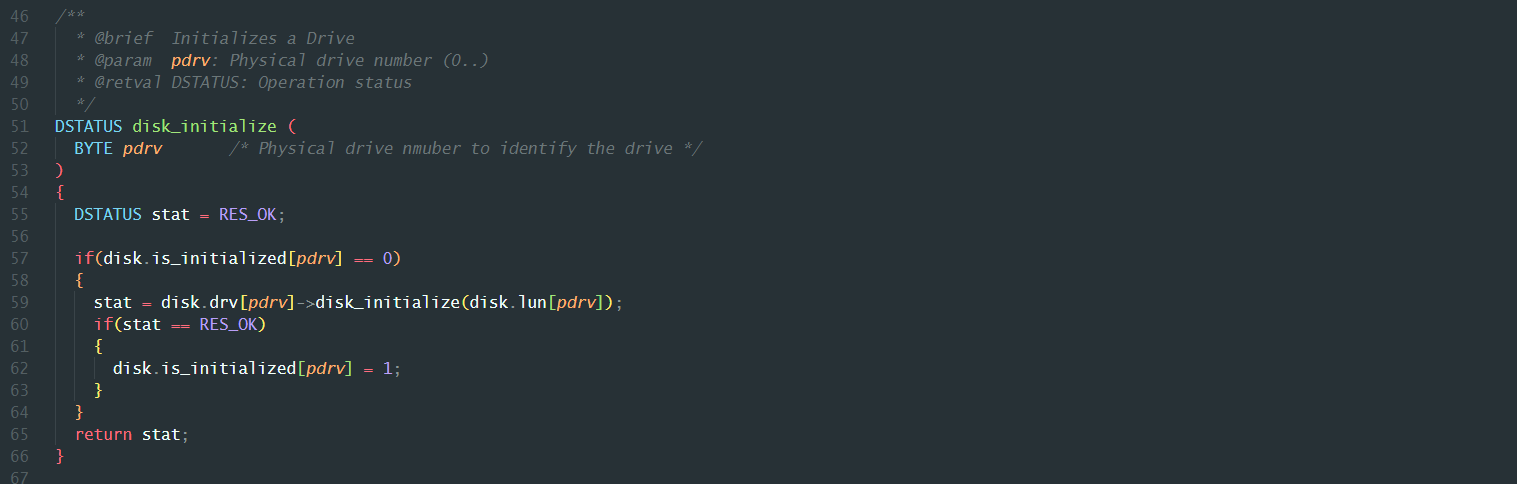 46 /**
47 * @brief Initializes a Drive
48 * @param pdrv: Physical drive number (0..)
49 * @retval DSTATUS: Operation status
50 */
51 DSTATUS disk_initialize (
52 BYTE pdrv /* Physical drive nmuber to identify the drive */
53 )
54 {
55 DSTATUS stat = RES_OK;
56
57 if(disk.is_initialized[pdrv] == 0)
58 {
59 stat = disk.drv[pdrv]->disk_initialize(disk.lun[pdrv]);
60 if(stat == RES_OK)
61 {
62 disk.is_initialized[pdrv] = 1;
63 }
64 }
65 return stat;
66 }
67